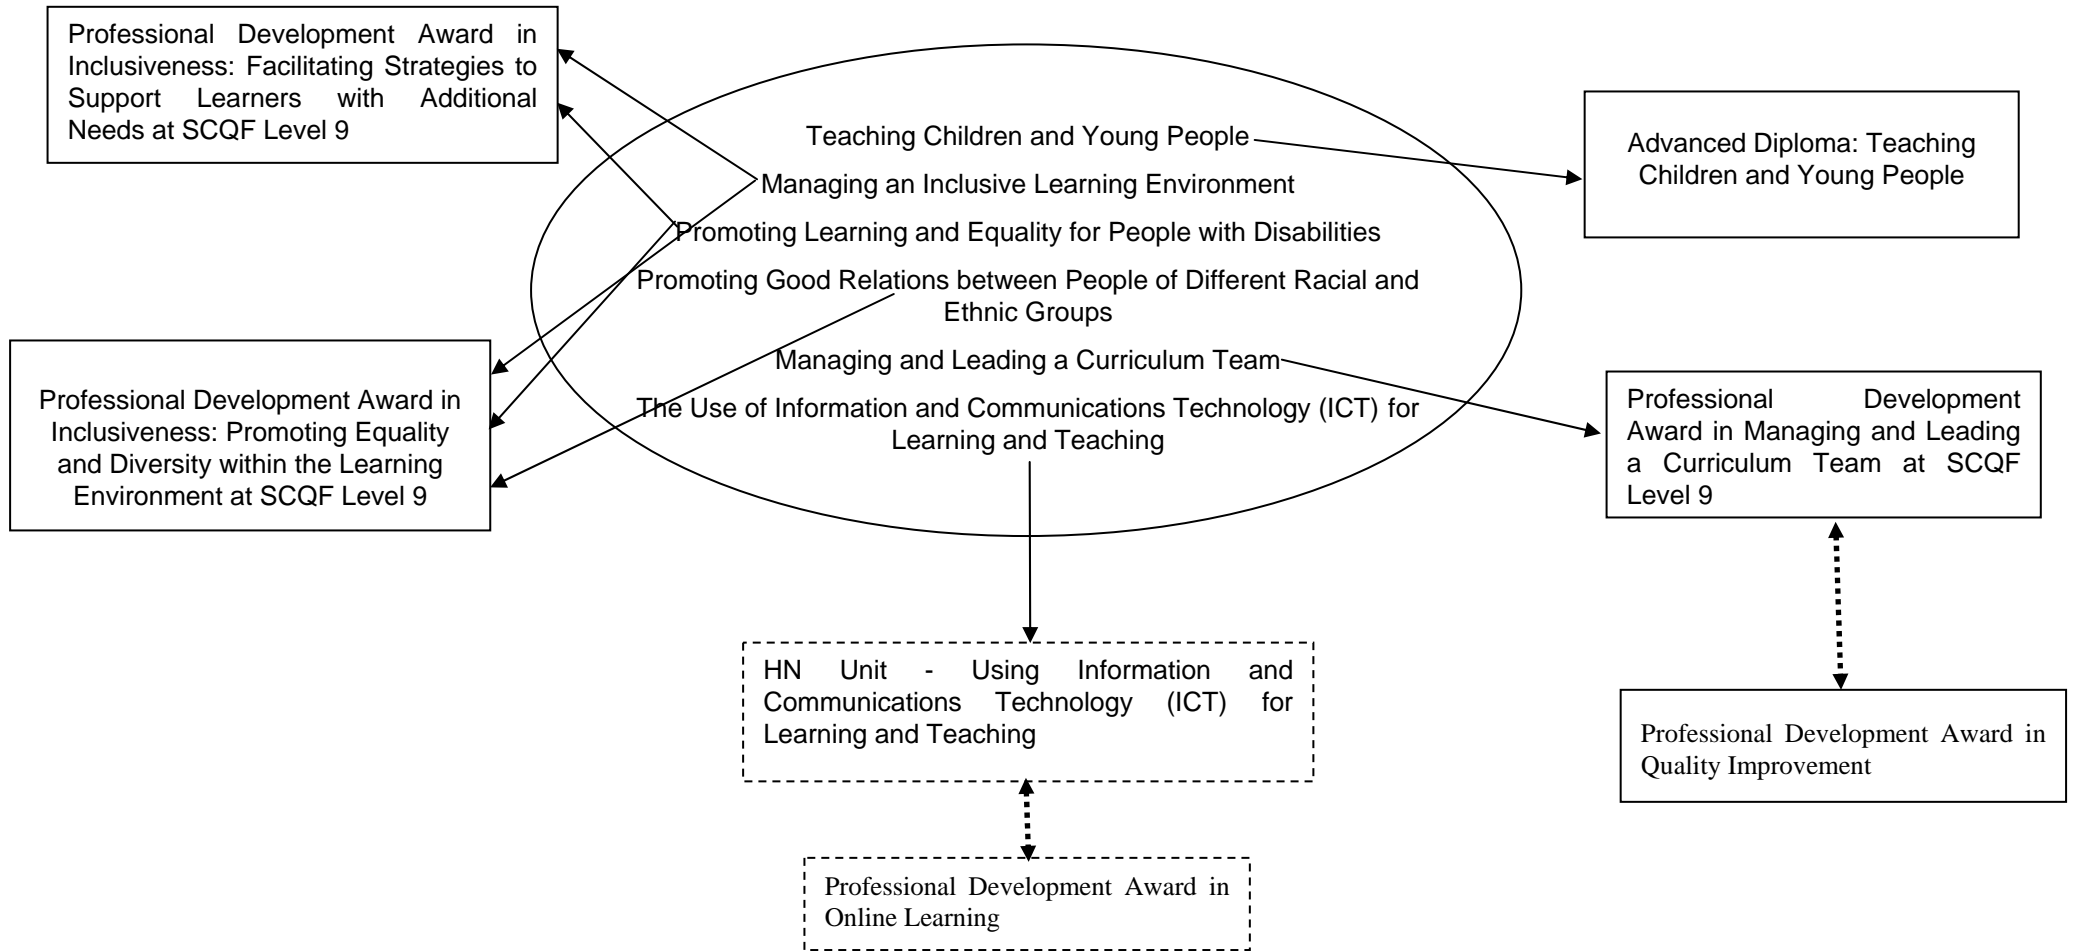 Professional Development Award in
Inclusiveness: Facilitating Strategies to
Support Learners with Additional
Needs at SCQF Level 9
Teaching Children and Young People
Managing an Inclusive Learning Environment
Promoting Learning and Equality for People with Disabilities
Promoting Good Relations between People of Different Racial and
Ethnic Groups
Managing and Leading a Curriculum Team
The Use of Information and Communications Technology (ICT) for
Learning and Teaching
Advanced Diploma: Teaching
Children and Young People
Professional Development Award in
Inclusiveness: Promoting Equality
and Diversity within the Learning
Environment at SCQF Level 9
Professional Development
Award in Managing and Leading
a Curriculum Team at SCQF
Level 9
HN Unit - Using Information and
Communications Technology (ICT) for
Learning and Teaching
Professional Development Award in
Quality Improvement
Professional Development Award in
Online Learning